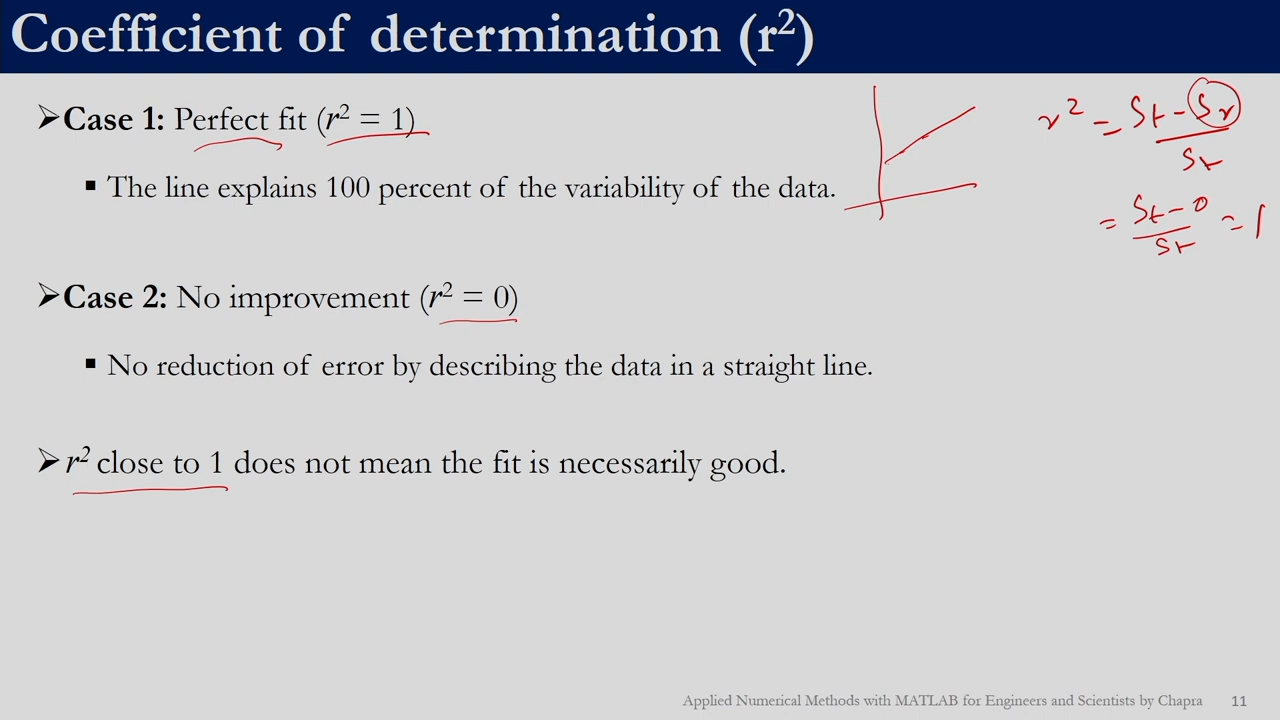 Coefficient of determination (r²)
➤Case 1: Perfect fit (r² = 1)
r² = St - Sr / St
▪ The line explains 100 percent of the variability of the data.
= St - 0 / St = 1
➤Case 2: No improvement (r² = 0)
▪ No reduction of error by describing the data in a straight line.
➤r² close to 1 does not mean the fit is necessarily good.
Applied Numerical Methods with MATLAB for Engineers and Scientists by Chapra 11